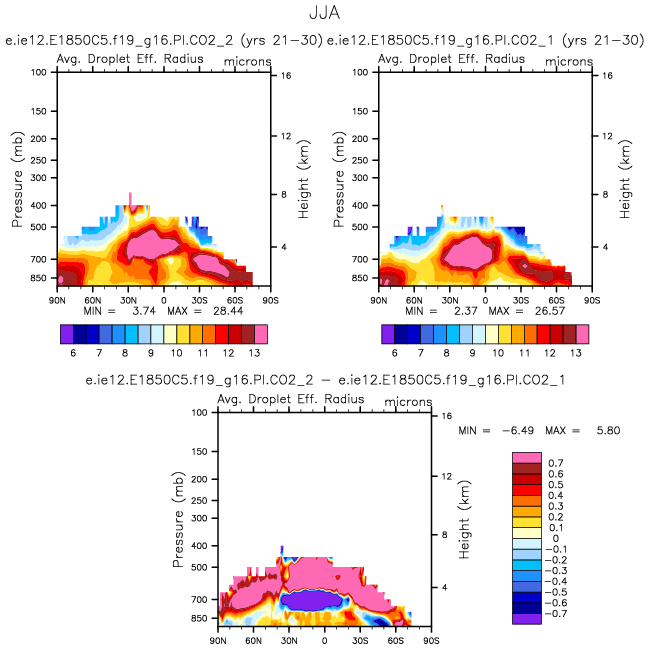 JJA
e.ie12.E1850C5.f19_g16.PI.CO2_2 (yrs 21-30) e.ie12.E1850C5.f19_g16.PI.CO2_1 (yrs 21-30)
Avg. Droplet Eff. Radius microns
100
150
200
250
300
400
500
700
850
Pressure (mb)
16
12
8
4
Height (km)
90N 60N 30N 0 30S 60S 90S
MIN = 3.74 MAX = 28.44
6 7 8 9 10 11 12 13
Avg. Droplet Eff. Radius microns
100
150
200
250
300
400
500
700
850
Pressure (mb)
16
12
8
4
Height (km)
90N 60N 30N 0 30S 60S 90S
MIN = 2.37 MAX = 26.57
6 7 8 9 10 11 12 13
e.ie12.E1850C5.f19_g16.PI.CO2_2 - e.ie12.E1850C5.f19_g16.PI.CO2_1
Avg. Droplet Eff. Radius microns
100
150
200
250
300
400
500
700
850
Pressure (mb)
16
12
8
4
Height (km)
90N 60N 30N 0 30S 60S 90S
MIN = -6.49 MAX = 5.80
0.7
0.6
0.5
0.4
0.3
0.2
0.1
0
-0.1
-0.2
-0.3
-0.4
-0.5
-0.6
-0.7